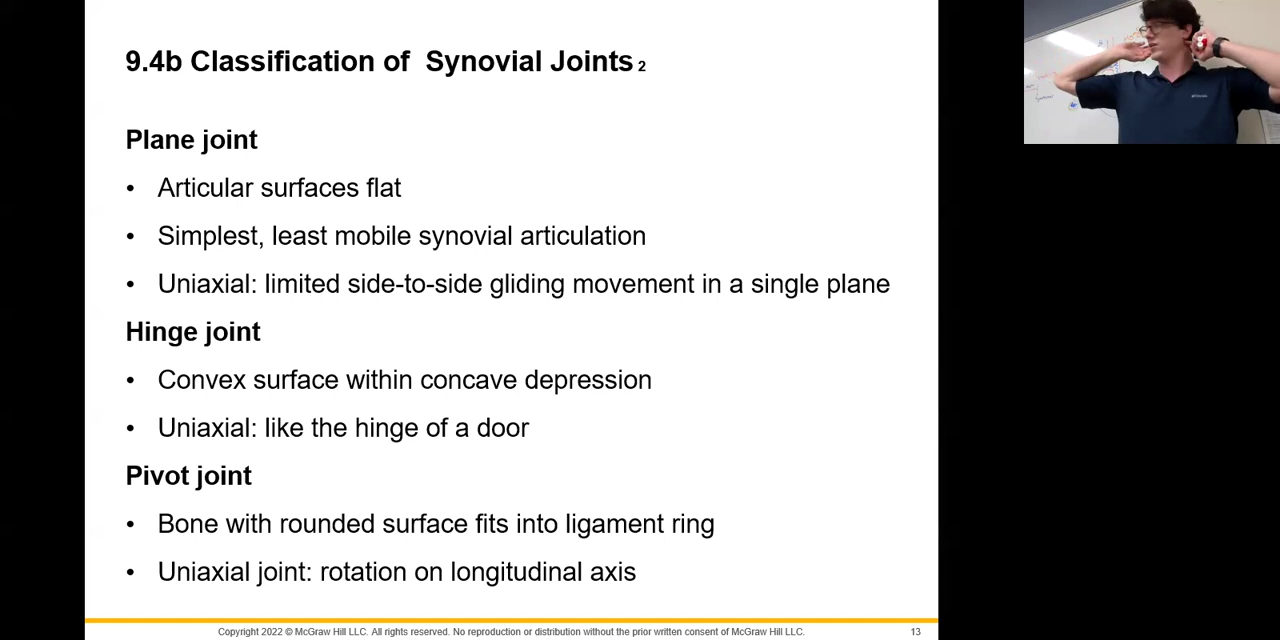 9.4b Classification of Synovial Joints 2
Plane joint
• Articular surfaces flat
• Simplest, least mobile synovial articulation
• Uniaxial: limited side-to-side gliding movement in a single plane
Hinge joint
• Convex surface within concave depression
• Uniaxial: like the hinge of a door
Pivot joint
• Bone with rounded surface fits into ligament ring
• Uniaxial joint: rotation on longitudinal axis
Copyright 2022 © McGraw Hill LLC. All rights reserved. No reproduction or distribution without the prior written consent of McGraw Hill LLC. 13